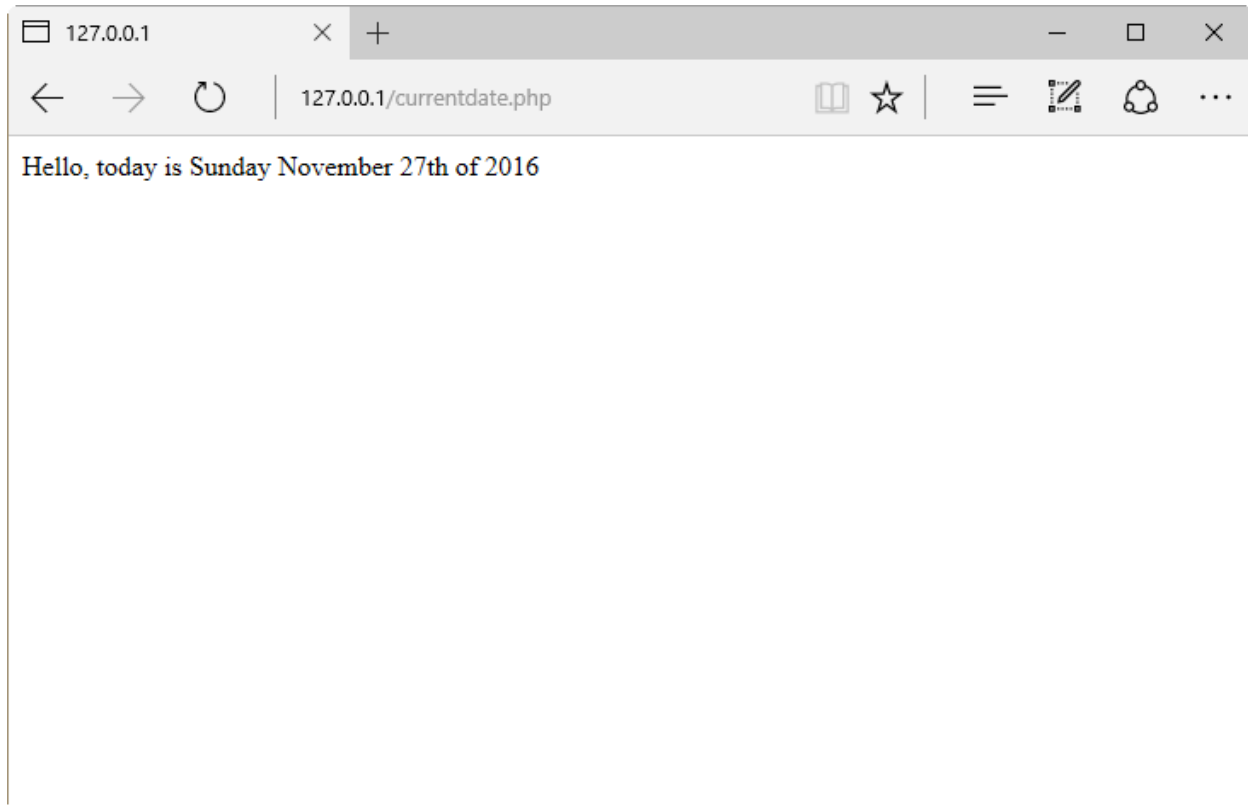 127.0.0.1
127.0.0.1/currentdate.php
Hello, today is Sunday November 27th of 2016